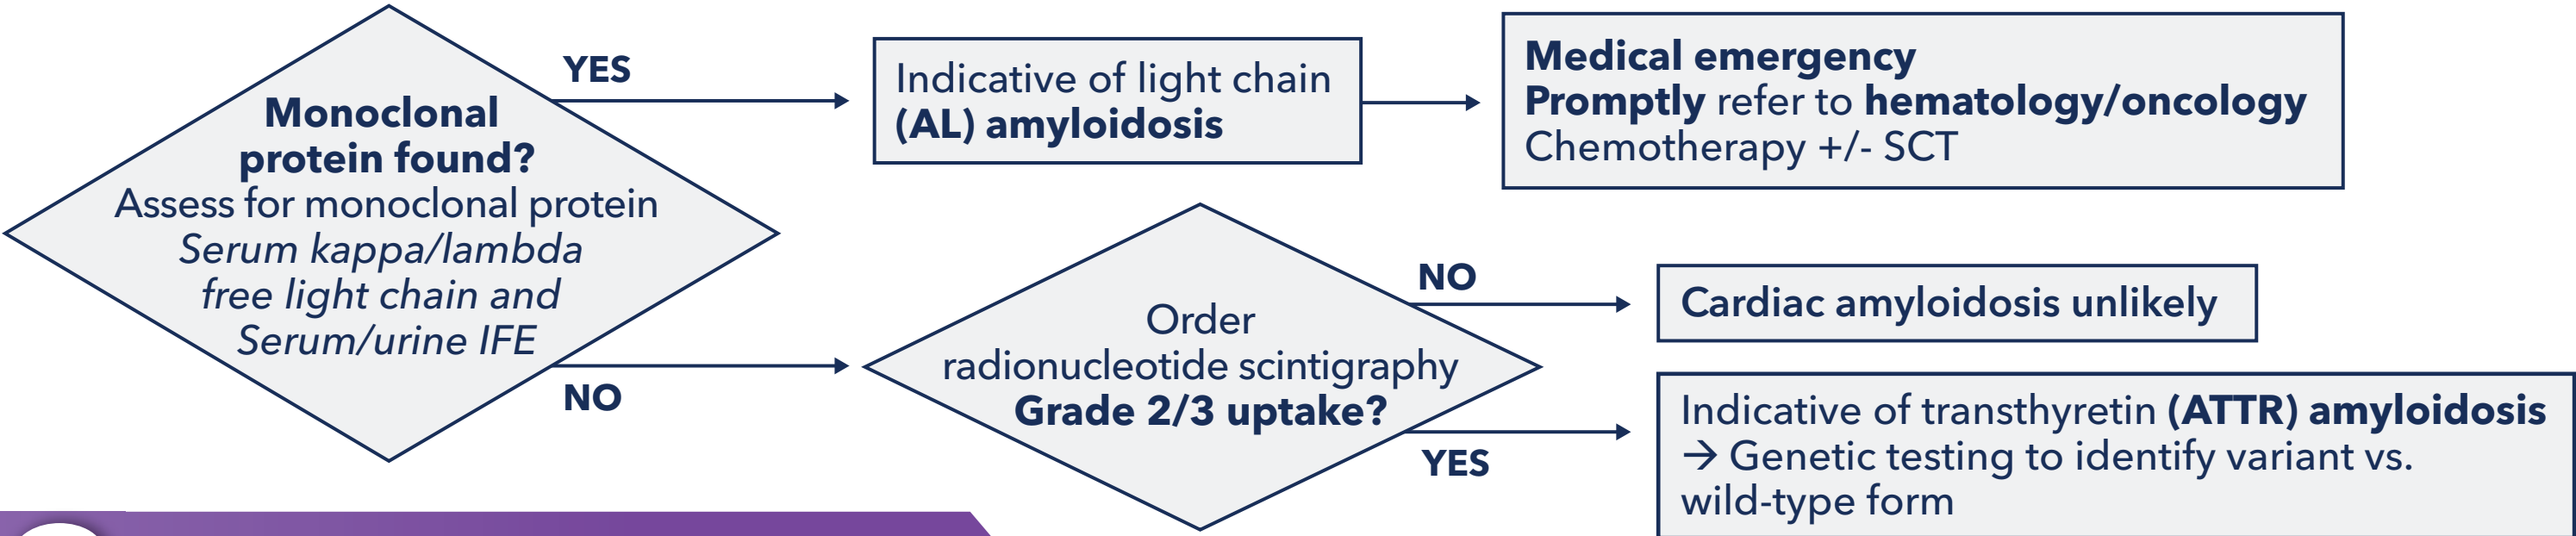 Monoclonal
protein found?
Assess for monoclonal protein
Serum kappa/lambda
free light chain and
Serum/urine IFE
YES
Indicative of light chain
(AL) amyloidosis
Medical emergency
Promptly refer to hematology/oncology
Chemotherapy +/- SCT
NO
Order
radionucleotide scintigraphy
Grade 2/3 uptake?
NO
Cardiac amyloidosis unlikely
YES
Indicative of transthyretin (ATTR) amyloidosis
→ Genetic testing to identify variant vs.
wild-type form